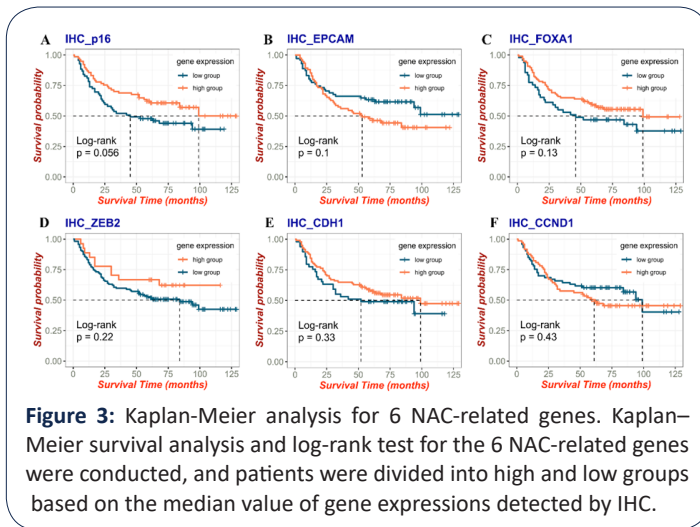 A IHC_p16
Survival probability
1.00
0.75
0.50
0.25
0.00
gene expression
low group
high group
Log-rank
p = 0.056
0 25 50 75 100 125
Survival Time (months)
B IHC_EPCAM
Survival probability
1.00
0.75
0.50
0.25
0.00
gene expression
low group
high group
Log-rank
p = 0.1
0 25 50 75 100 125
Survival Time (months)
C IHC_FOXA1
Survival probability
1.00
0.75
0.50
0.25
0.00
gene expression
low group
high group
Log-rank
p = 0.13
0 25 50 75 100 125
Survival Time (months)
D IHC_ZEB2
Survival probability
1.00
0.75
0.50
0.25
0.00
gene expression
high group
low group
Log-rank
p = 0.22
0 25 50 75 100 125
Survival Time (months)
E IHC_CDH1
Survival probability
1.00
0.75
0.50
0.25
0.00
gene expression
low group
high group
Log-rank
p = 0.33
0 25 50 75 100 125
Survival Time (months)
F IHC_CCND1
Survival probability
1.00
0.75
0.50
0.25
0.00
gene expression
low group
high group
Log-rank
p = 0.43
0 25 50 75 100 125
Survival Time (months)
Figure 3: Kaplan-Meier analysis for 6 NAC-related genes. Kaplan–
Meier survival analysis and log-rank test for the 6 NAC-related genes
were conducted, and patients were divided into high and low groups
based on the median value of gene expressions detected by IHC.